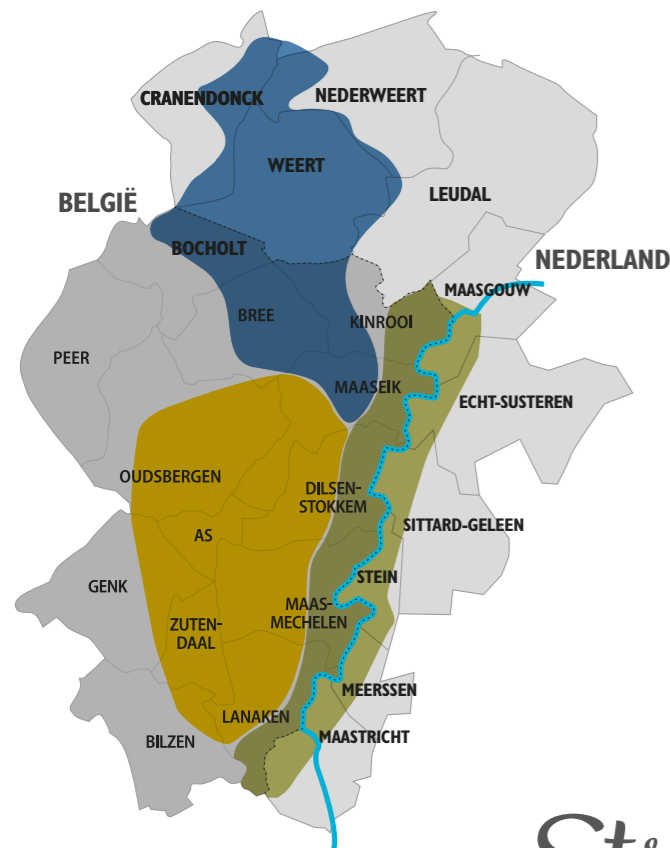 CRANENDONCK
NEDERWEERT
WEERT
LEUDAL
BELGIË
BOCHOLT
NEDERLAND
MAASGOUW
BREE
KINROOI
PEER
MAASEIK
ECHT-SUSTEREN
OUDSBERGEN
DILSEN-
STOKKEM
AS
SITTARD-GELEEN
GENK
STEIN
MAAS-
MECHELEN
ZUTEN-
DAAL
MEERSSEN
LANAKEN
MAASTRICHT
BILZEN